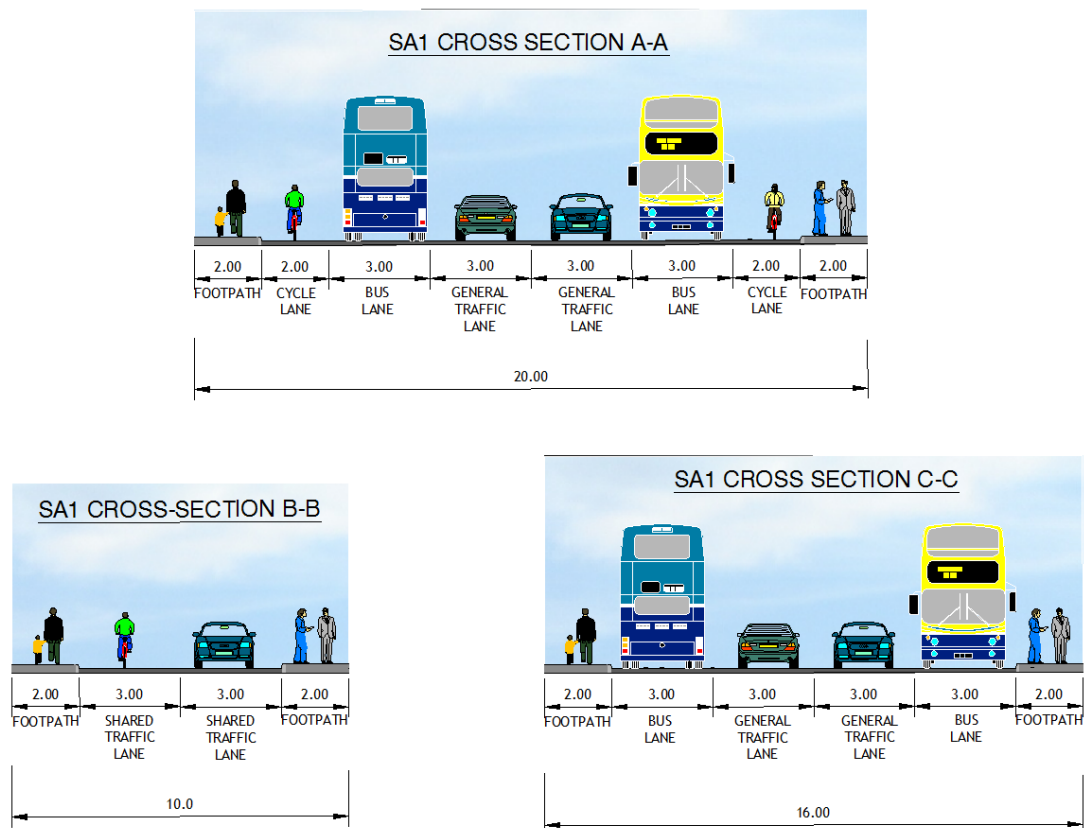 SA1 CROSS SECTION A-A
2.00 2.00 3.00 3.00 3.00 3.00 2.00 2.00
FOOTPATH CYCLE BUS GENERAL GENERAL BUS CYCLE FOOTPATH
LANE LANE TRAFFIC TRAFFIC LANE LANE
LANE LANE
20.00
SA1 CROSS-SECTION B-B
2.00 3.00 3.00 2.00
FOOTPATH SHARED SHARED FOOTPATH
TRAFFIC TRAFFIC
LANE LANE
10.0
SA1 CROSS SECTION C-C
2.00 3.00 3.00 3.00 3.00 2.00
FOOTPATH BUS GENERAL GENERAL BUS FOOTPATH
LANE TRAFFIC TRAFFIC LANE
LANE LANE
16.00